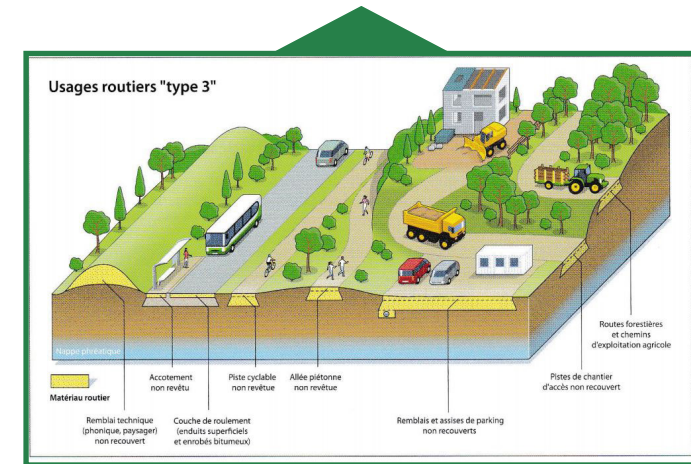 Usages routiers "type 3"
Nappe phréatique
Matériau routier
Remblai technique
(phonique, paysager)
non recouvert
Accotement
non revêtu
Couche de roulement
(enduits superficiels
et enrobés bitumeux)
Piste cyclable
non revêtue
Allée piétonne
non revêtue
Remblais et assises de parking
non recouverts
Pistes de chantier
d'accès non recouvert
Routes forestières
et chemins
d'exploitation agricole